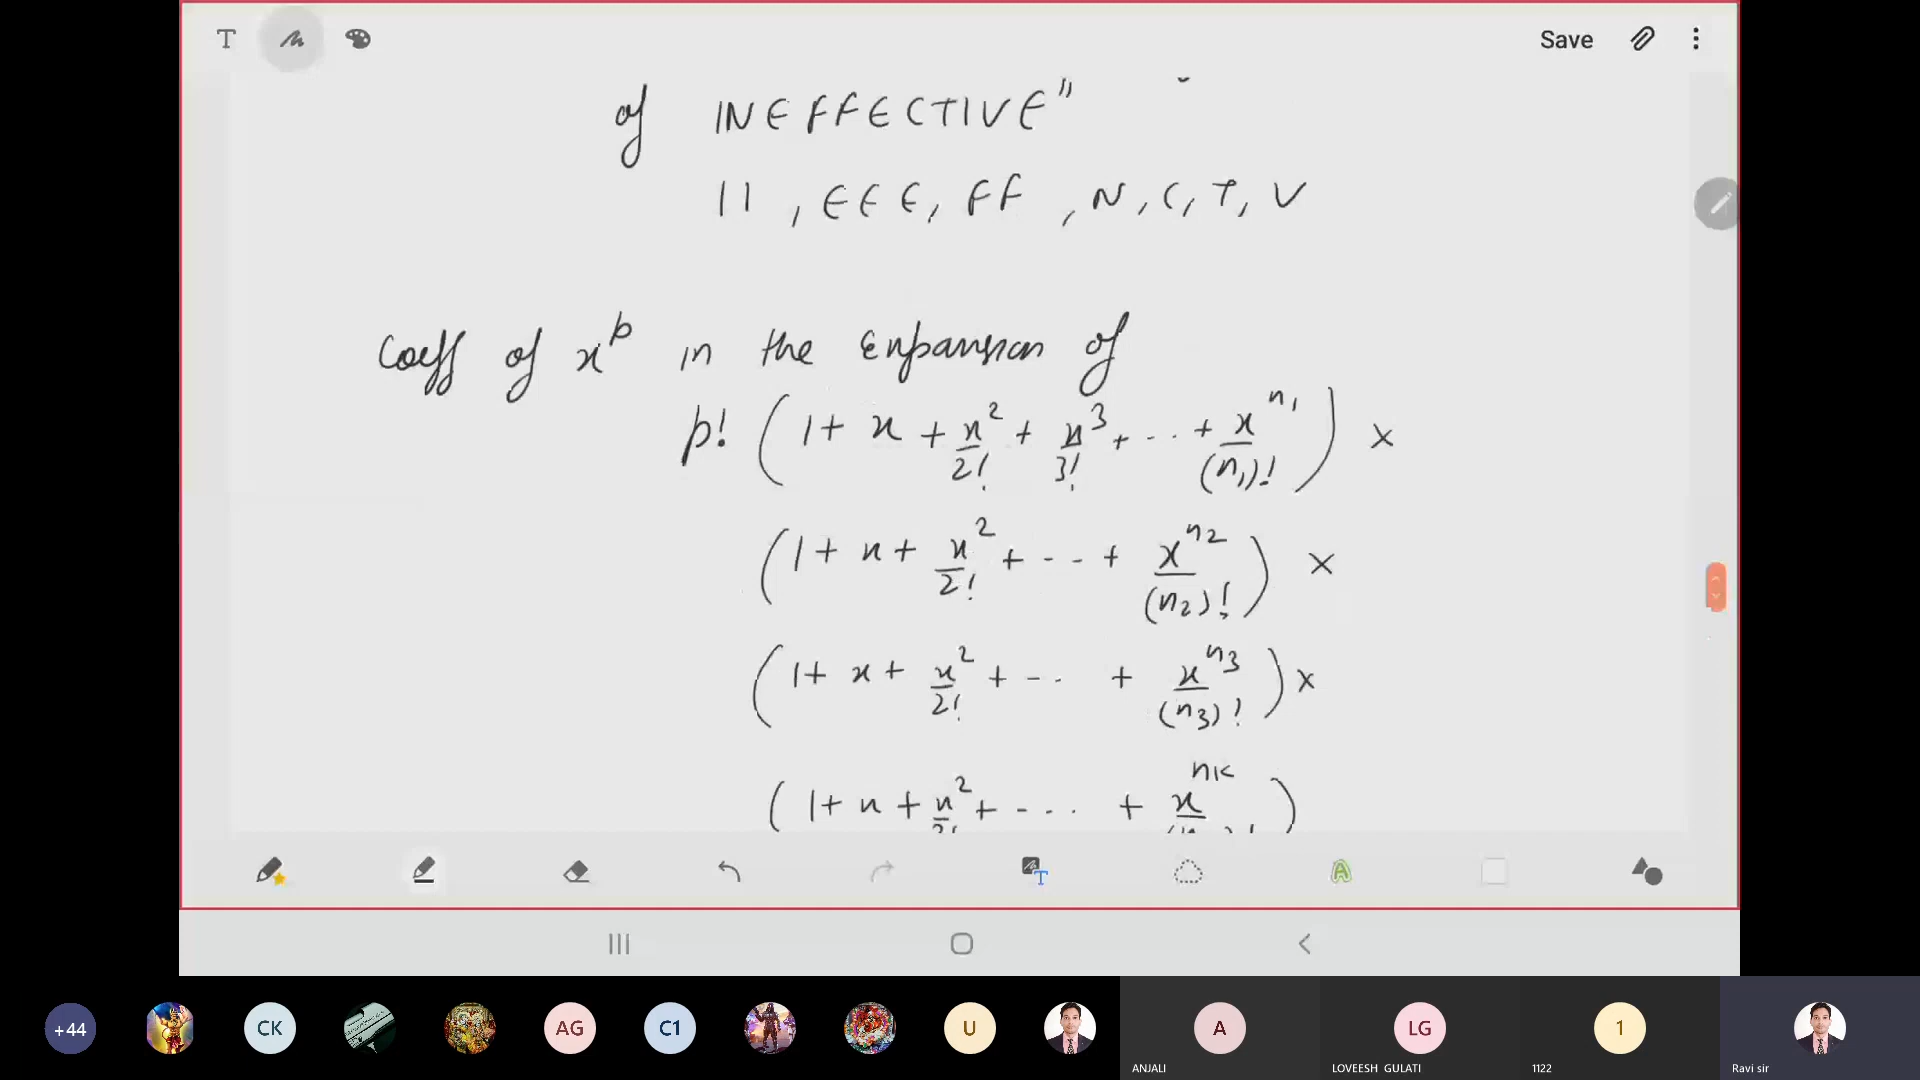 T
Save
of INEFFECTIVE"
II, EEE, FF, N, C, T, V
Coeff of x^p in the Expansion of
p! (1 + x + x^2/2! + x^3/3! + ... + x^n1/(n1)!) ×
(1 + x + x^2/2! + --- + x^n2/(n2)!) ×
(1 + x + x^2/2! + --- + x^n3/(n3)!) ×
(1 + x + x^2/2! + ---- + x^nk
+44
CK
AG
C1
U
A
LG
1
ANJALI
LOVEESH GULATI
1122
Ravi sir